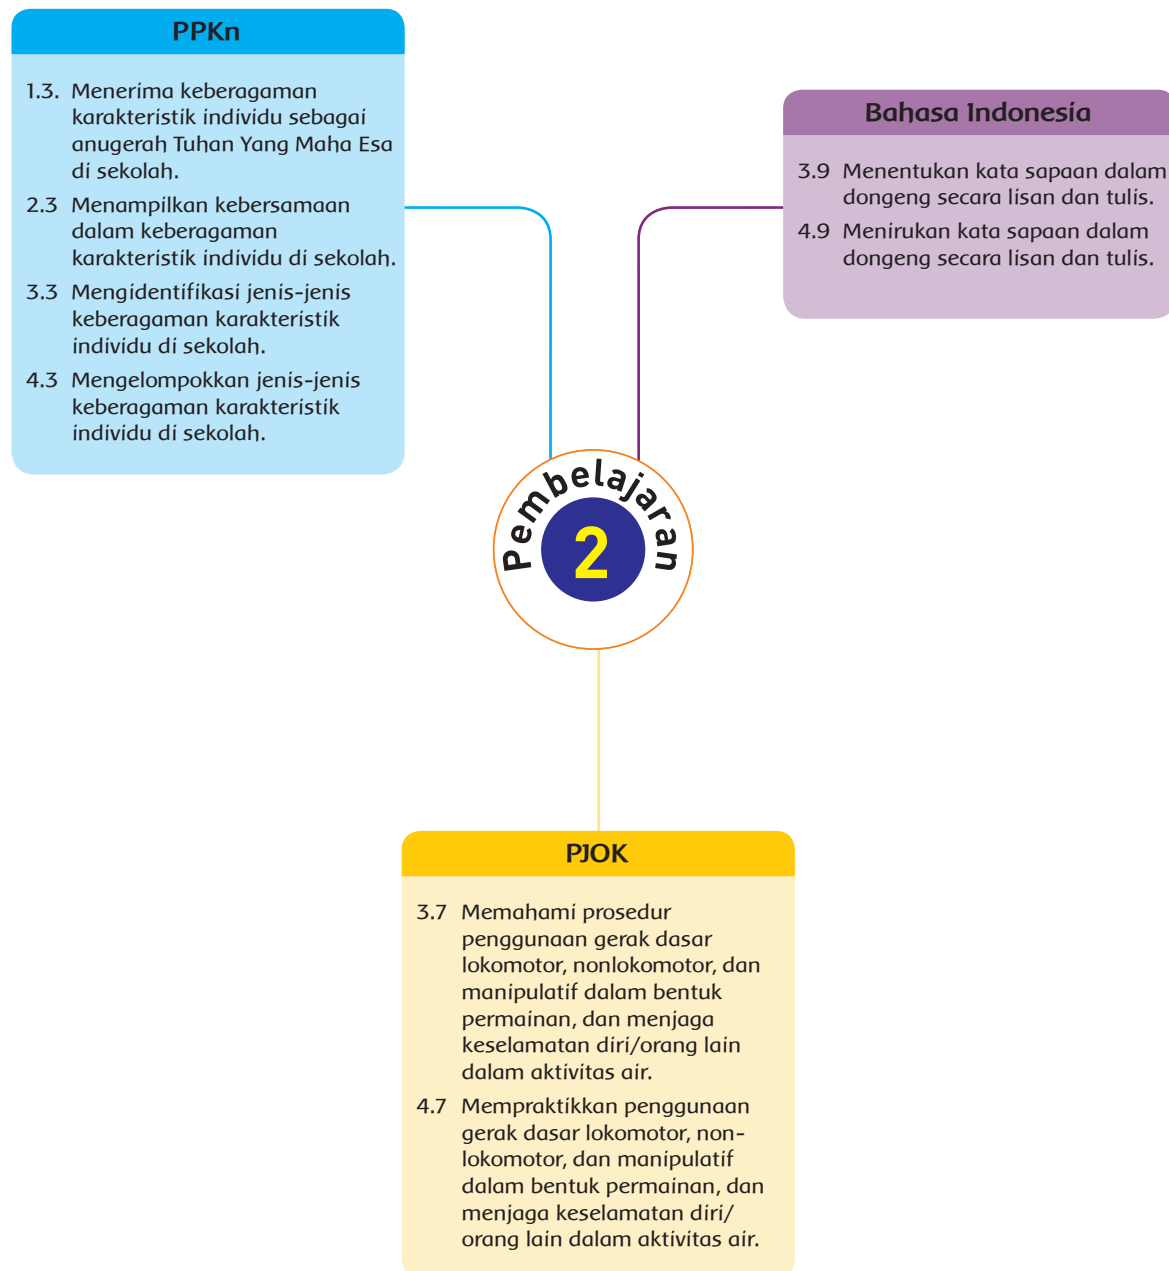 PPKn
1.3. Menerima keberagaman
karakteristik individu sebagai
anugerah Tuhan Yang Maha Esa
di sekolah.
2.3 Menampilkan kebersamaan
dalam keberagaman
karakteristik individu di sekolah.
3.3 Mengidentifikasi jenis-jenis
keberagaman karakteristik
individu di sekolah.
4.3 Mengelompokkan jenis-jenis
keberagaman karakteristik
individu di sekolah.
Bahasa Indonesia
3.9 Menentukan kata sapaan dalam
dongeng secara lisan dan tulis.
4.9 Menirukan kata sapaan dalam
dongeng secara lisan dan tulis.
Pembelajaran
2
PJOK
3.7 Memahami prosedur
penggunaan gerak dasar
lokomotor, nonlokomotor, dan
manipulatif dalam bentuk
permainan, dan menjaga
keselamatan diri/orang lain
dalam aktivitas air.
4.7 Mempraktikkan penggunaan
gerak dasar lokomotor, non-
lokomotor, dan manipulatif
dalam bentuk permainan, dan
menjaga keselamatan diri/
orang lain dalam aktivitas air.